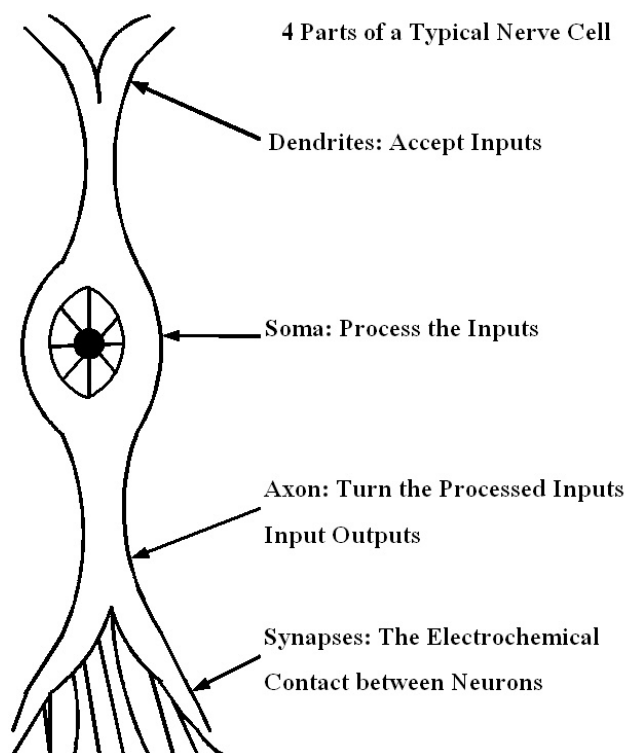 4 Parts of a Typical Nerve Cell
Dendrites: Accept Inputs
Soma: Process the Inputs
Axon: Turn the Processed Inputs
Input Outputs
Synapses: The Electrochemical
Contact between Neurons